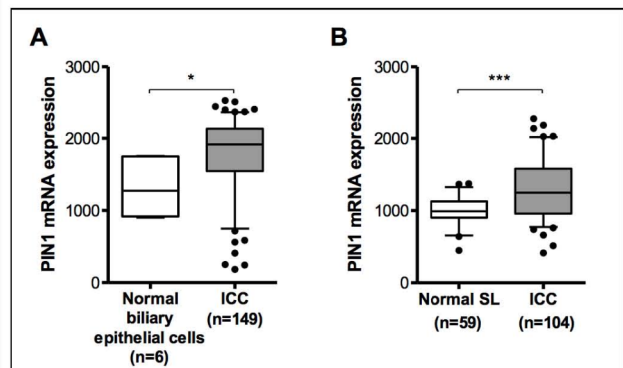 A
PIN1 mRNA expression
3000
2000
1000
0
*
Normal
biliary
epithelial cells
(n=6)
ICC
(n=149)
B
PIN1 mRNA expression
3000
2000
1000
0
***
Normal SL
(n=59)
ICC
(n=104)